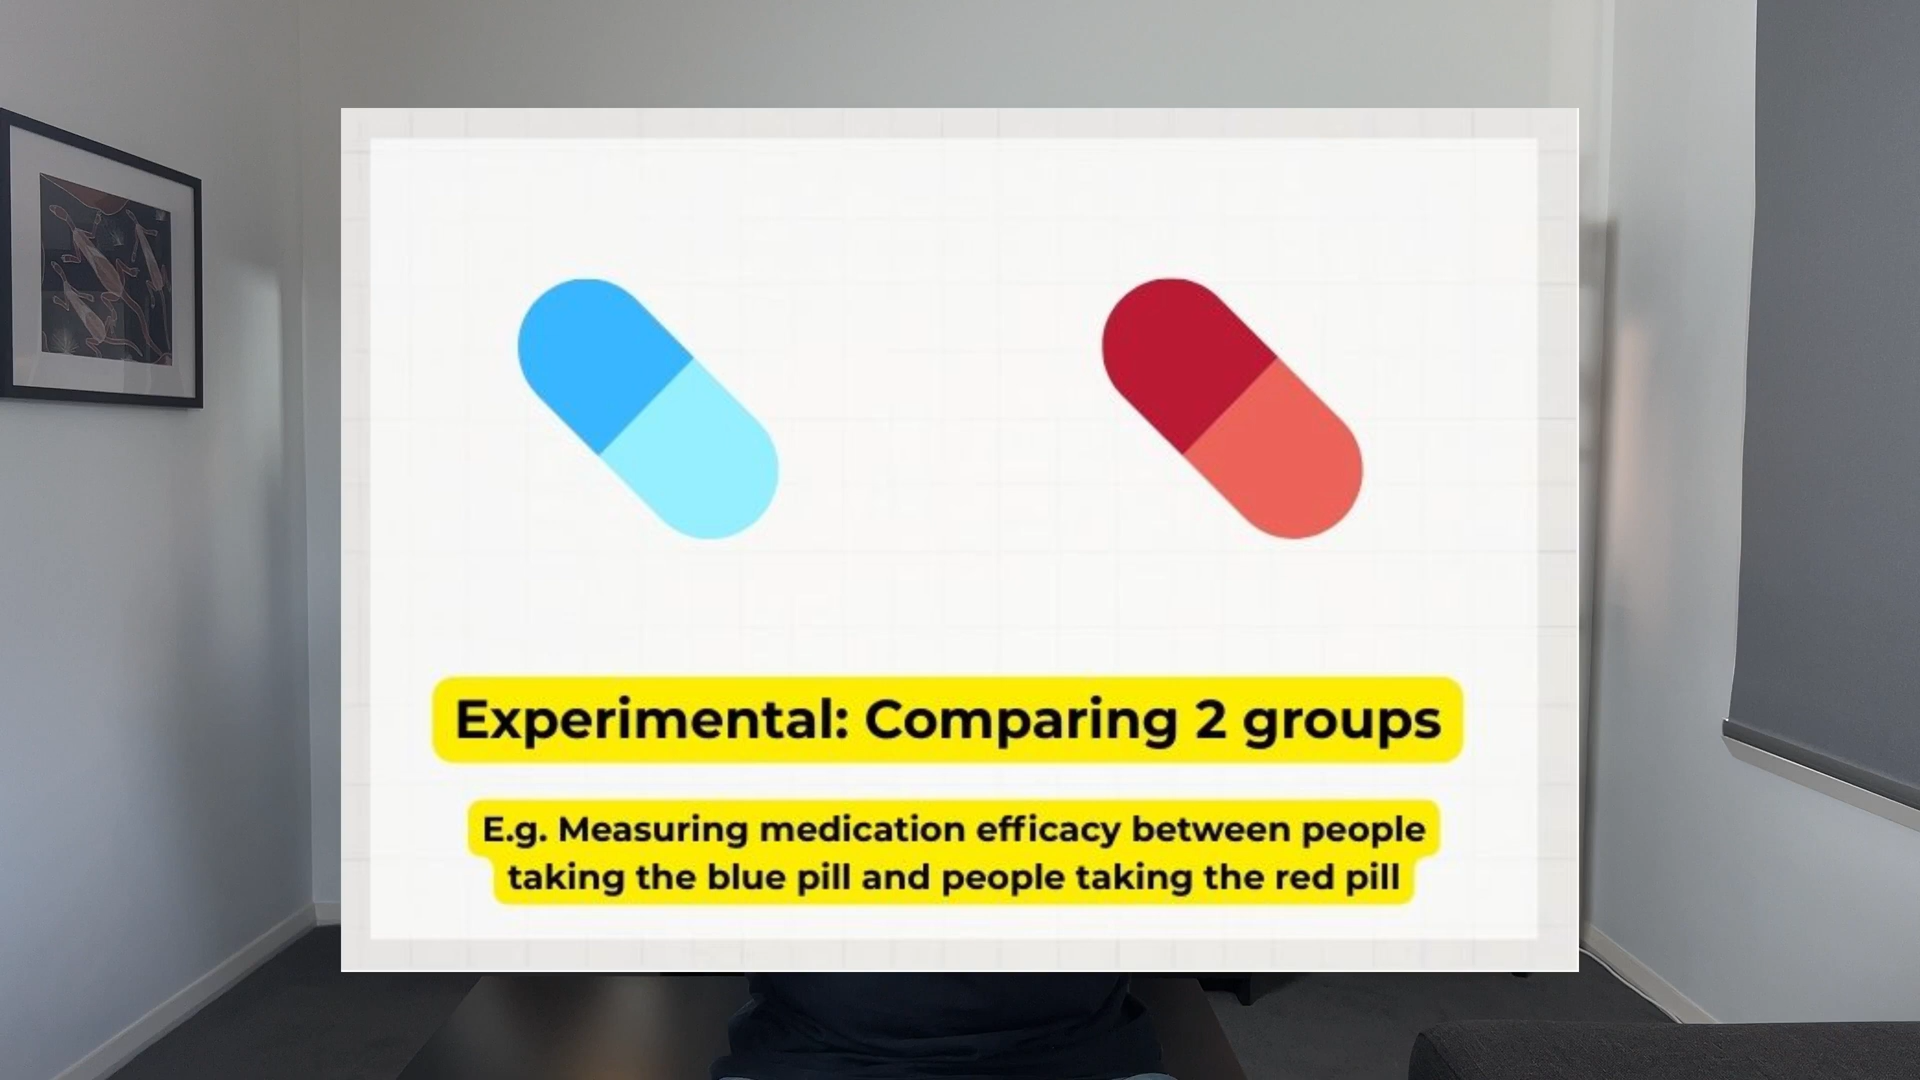 Experimental: Comparing 2 groups
E.g. Measuring medication efficacy between people
taking the blue pill and people taking the red pill